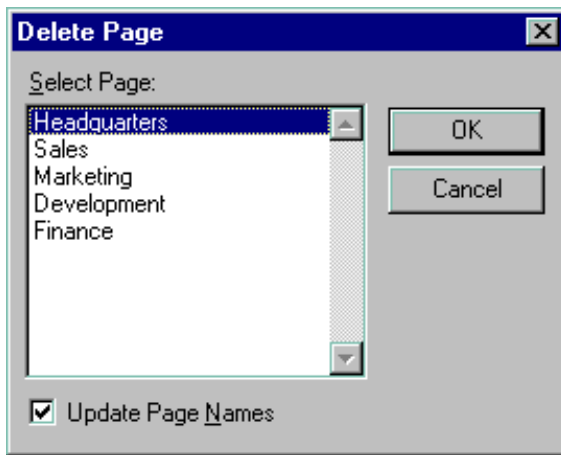 Delete Page
Select Page:
Headquarters
Sales
Marketing
Development
Finance
OK
Cancel
Update Page Names